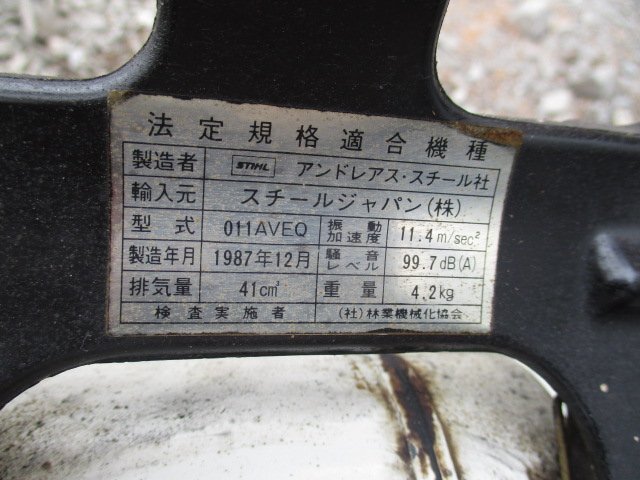 法定規格適合機種
製造者 STIHL アンドレアス・スチール社
輸入元 スチールジャパン(株)
型式 011AVEQ 振動加速度 11.4m/sec²
製造年月 1987年12月 騒音レベル 99.7dB(A)
排気量 41cm³ 重量 4.2kg
検査実施者 (社)林業機械化協会